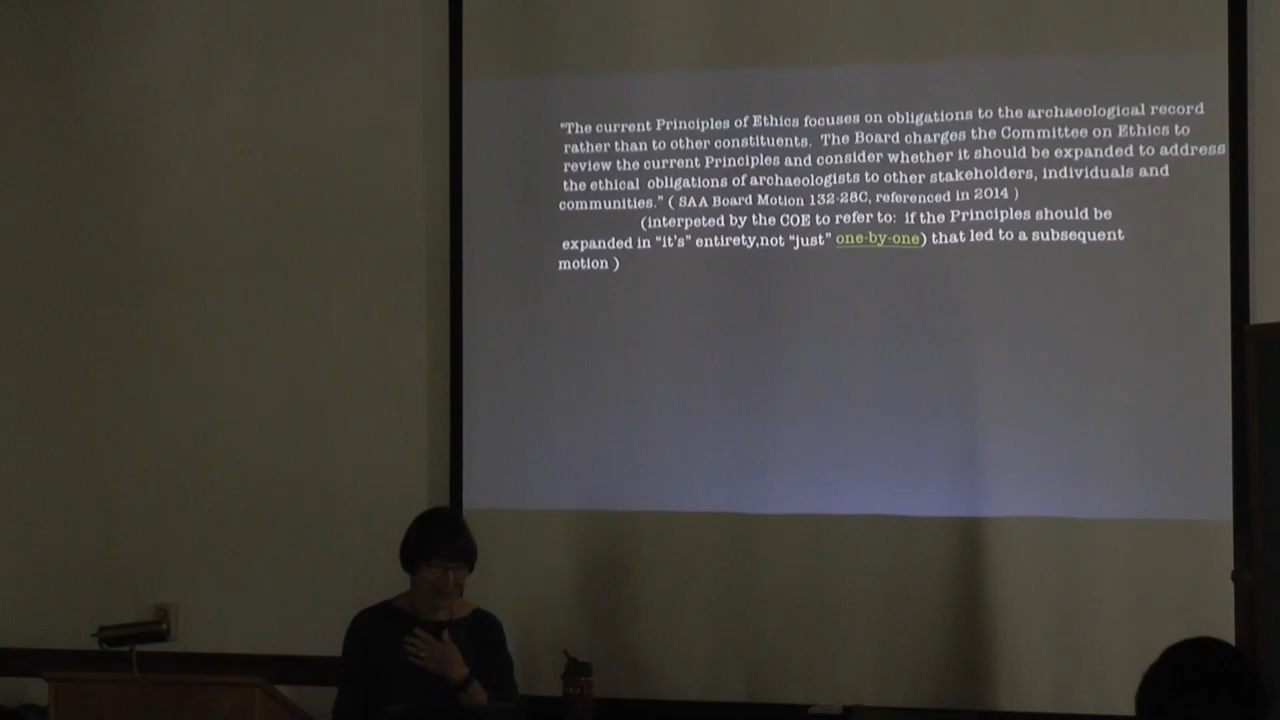 "The current Principles of Ethics focuses on obligations to the archaeological record
rather than to other constituents. The Board charges the Committee on Ethics to
review the current Principles and consider whether it should be expanded to address
the ethical obligations of archaeologists to other stakeholders, individuals and
communities." ( SAA Board Motion 132-28C, referenced in 2014 )
(interpeted by the COE to refer to: if the Principles should be
expanded in "it's" entirety,not "just" one-by-one) that led to a subsequent
motion )